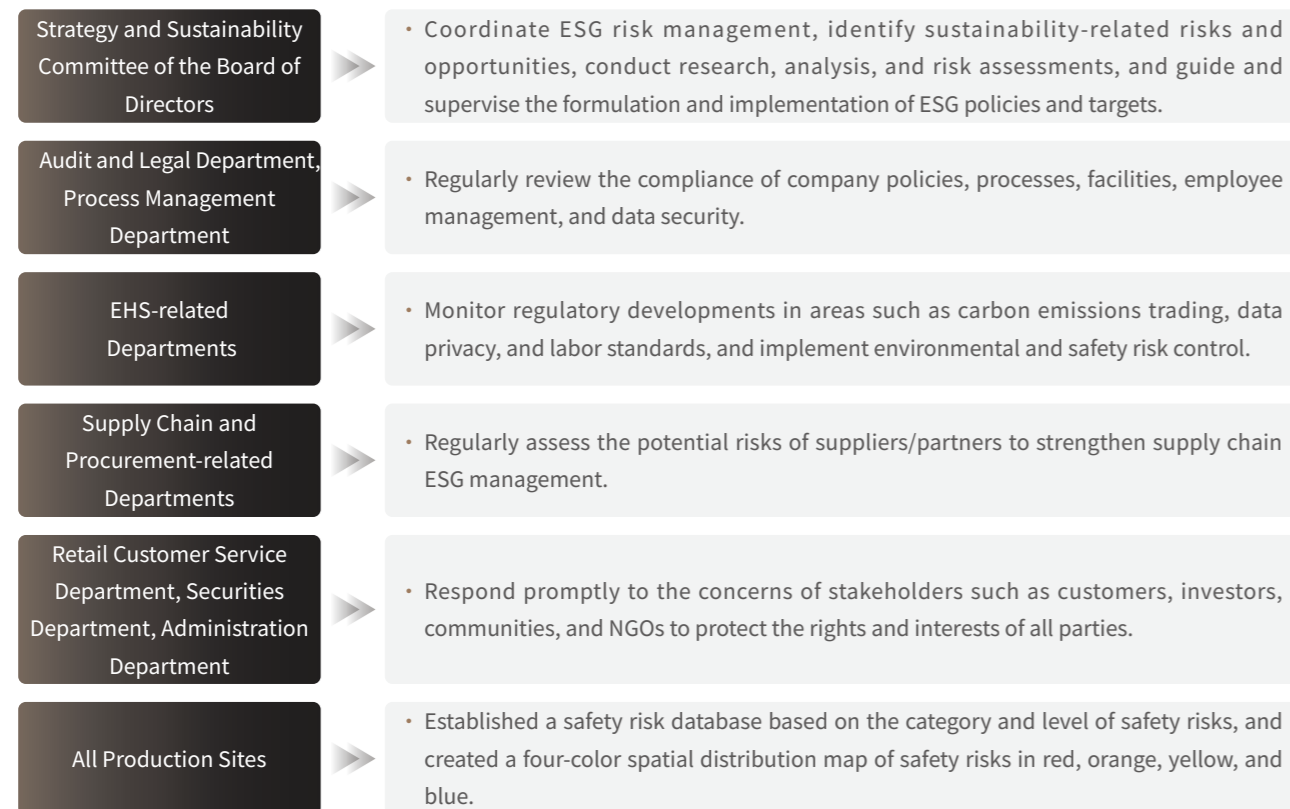 Strategy and Sustainability
Committee of the Board of
Directors
• Coordinate ESG risk management, identify sustainability-related risks and
opportunities, conduct research, analysis, and risk assessments, and guide and
supervise the formulation and implementation of ESG policies and targets.
Audit and Legal Department,
Process Management
Department
• Regularly review the compliance of company policies, processes, facilities, employee
management, and data security.
EHS-related
Departments
• Monitor regulatory developments in areas such as carbon emissions trading, data
privacy, and labor standards, and implement environmental and safety risk control.
Supply Chain and
Procurement-related
Departments
• Regularly assess the potential risks of suppliers/partners to strengthen supply chain
ESG management.
Retail Customer Service
Department, Securities
Department, Administration
Department
• Respond promptly to the concerns of stakeholders such as customers, investors,
communities, and NGOs to protect the rights and interests of all parties.
All Production Sites
• Established a safety risk database based on the category and level of safety risks, and
created a four-color spatial distribution map of safety risks in red, orange, yellow, and
blue.